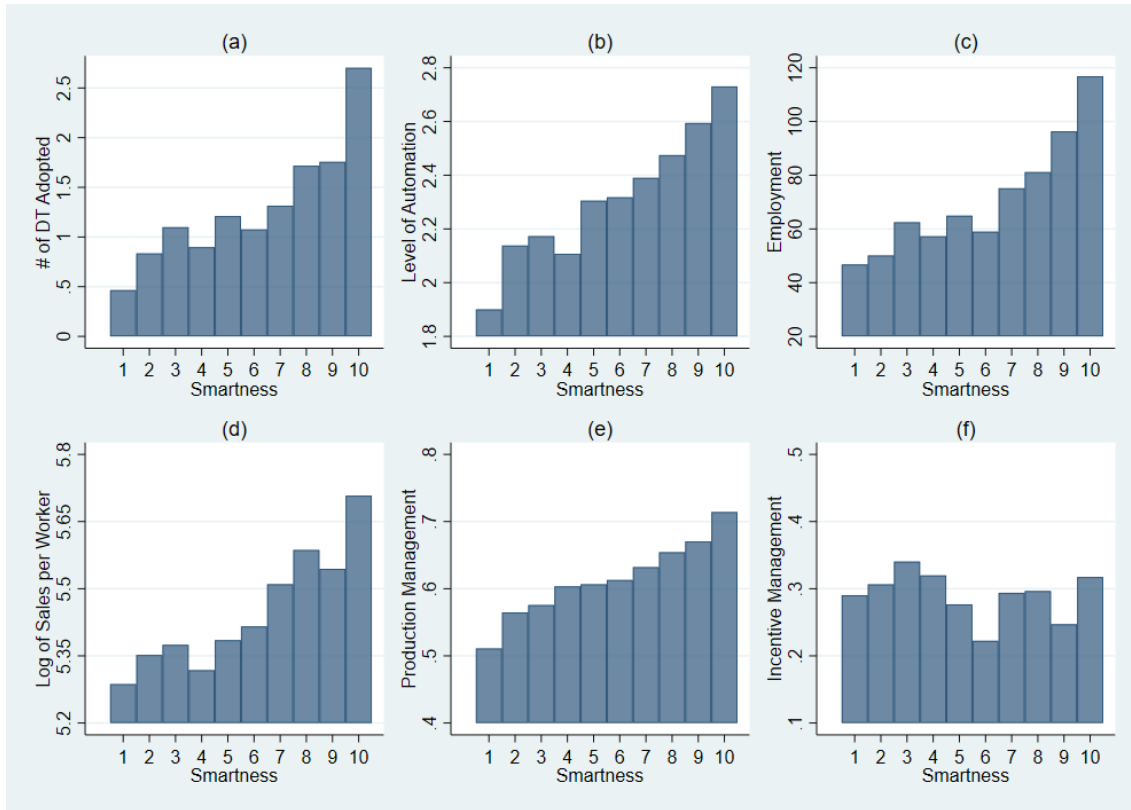 (a)
# of DT Adopted
0 .5 1 1.5 2 2.5
1 2 3 4 5 6 7 8 9 10
Smartness
(b)
Level of Automation
1.8 2 2.2 2.4 2.6 2.8
1 2 3 4 5 6 7 8 9 10
Smartness
(c)
Employment
20 40 60 80 100 120
1 2 3 4 5 6 7 8 9 10
Smartness
(d)
Log of Sales per Worker
5.2 5.35 5.5 5.65 5.8
1 2 3 4 5 6 7 8 9 10
Smartness
(e)
Production Management
.4 .5 .6 .7 .8
1 2 3 4 5 6 7 8 9 10
Smartness
(f)
Incentive Management
.1 .2 .3 .4 .5
1 2 3 4 5 6 7 8 9 10
Smartness